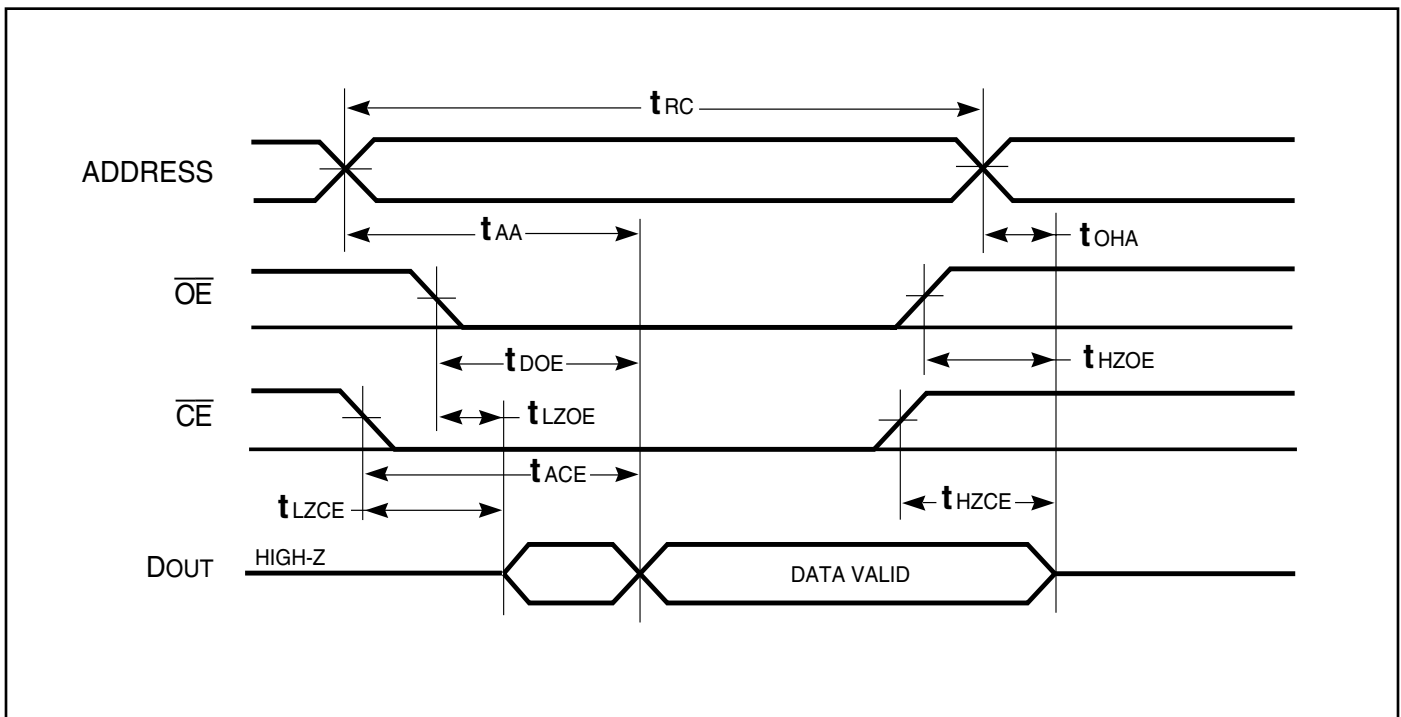 tRC
ADDRESS
tAA
tOHA
OE
tDOE
tHZOE
CE
tLZOE
tACE
tLZCE
tHZCE
DOUT
HIGH-Z
DATA VALID